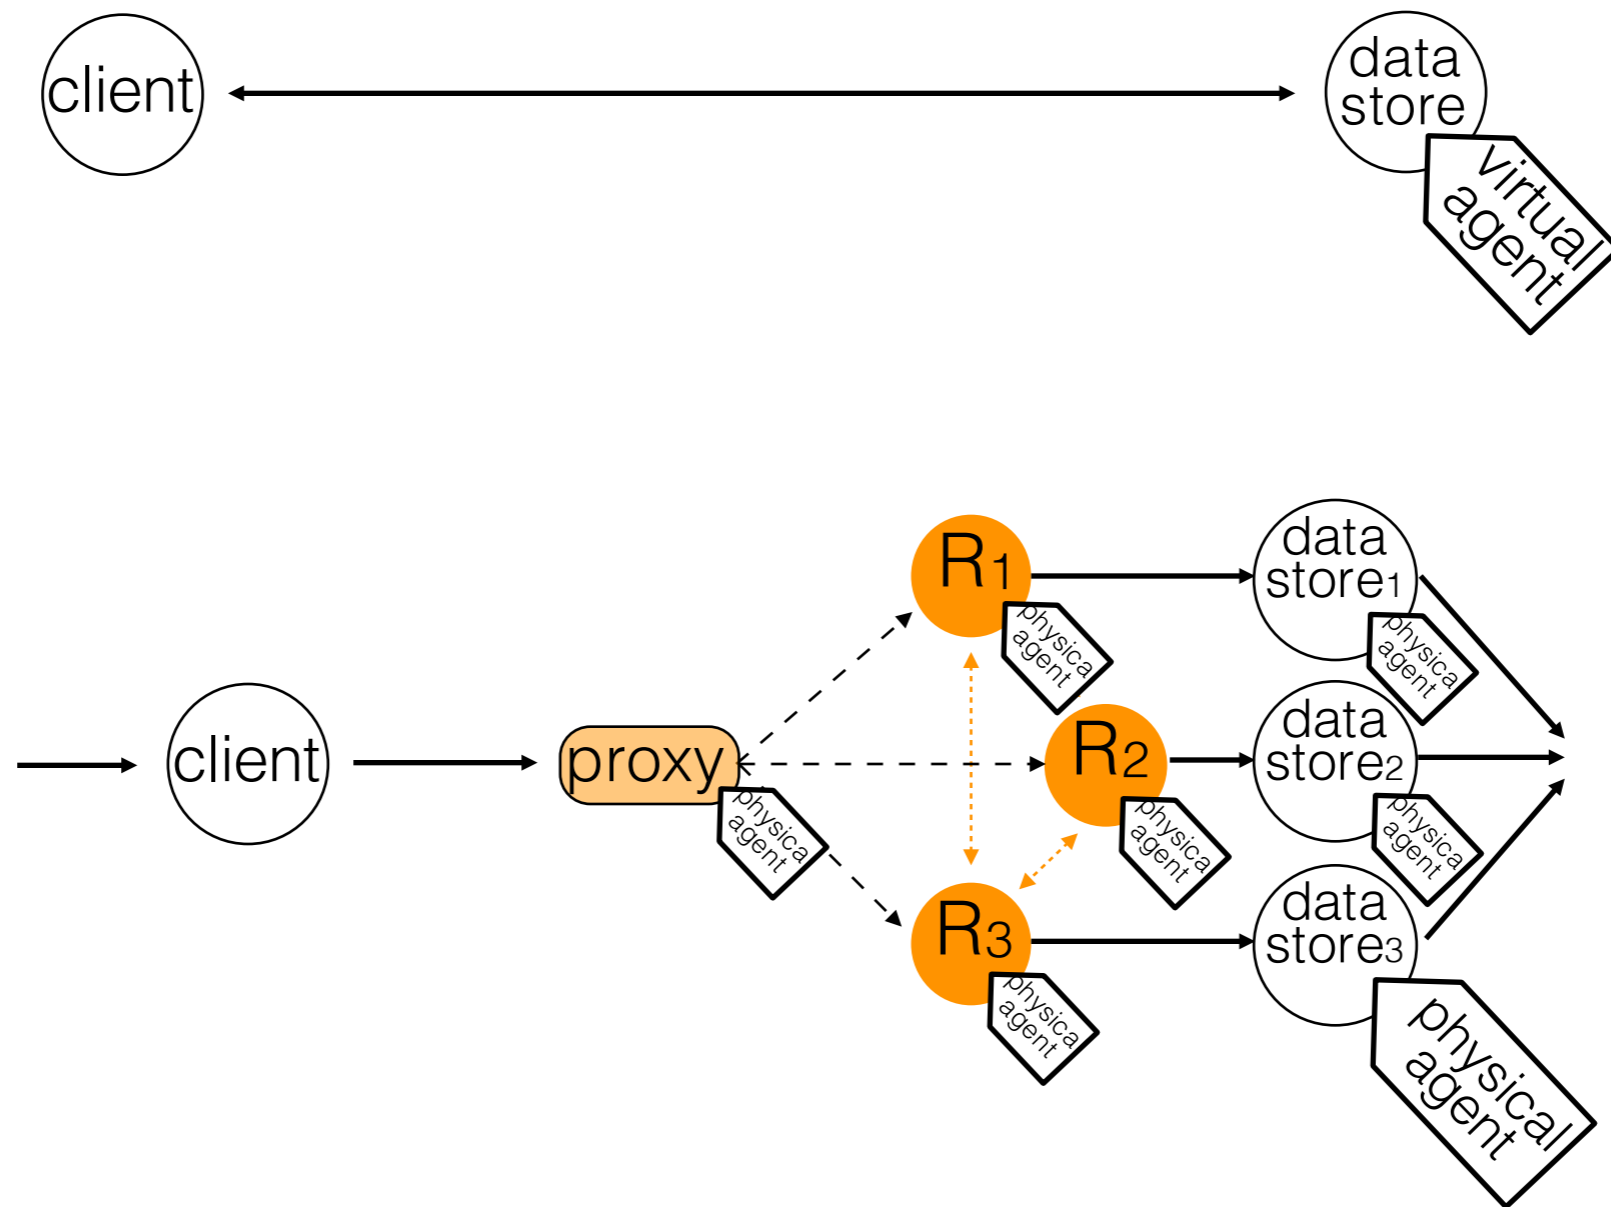 client
data
store
virtual
agent
R1
physica
agent
data
store1
physica
agent
client
proxy
physica
agent
R2
physica
agent
data
store2
physica
agent
R3
physica
agent
data
store3
physical
agent